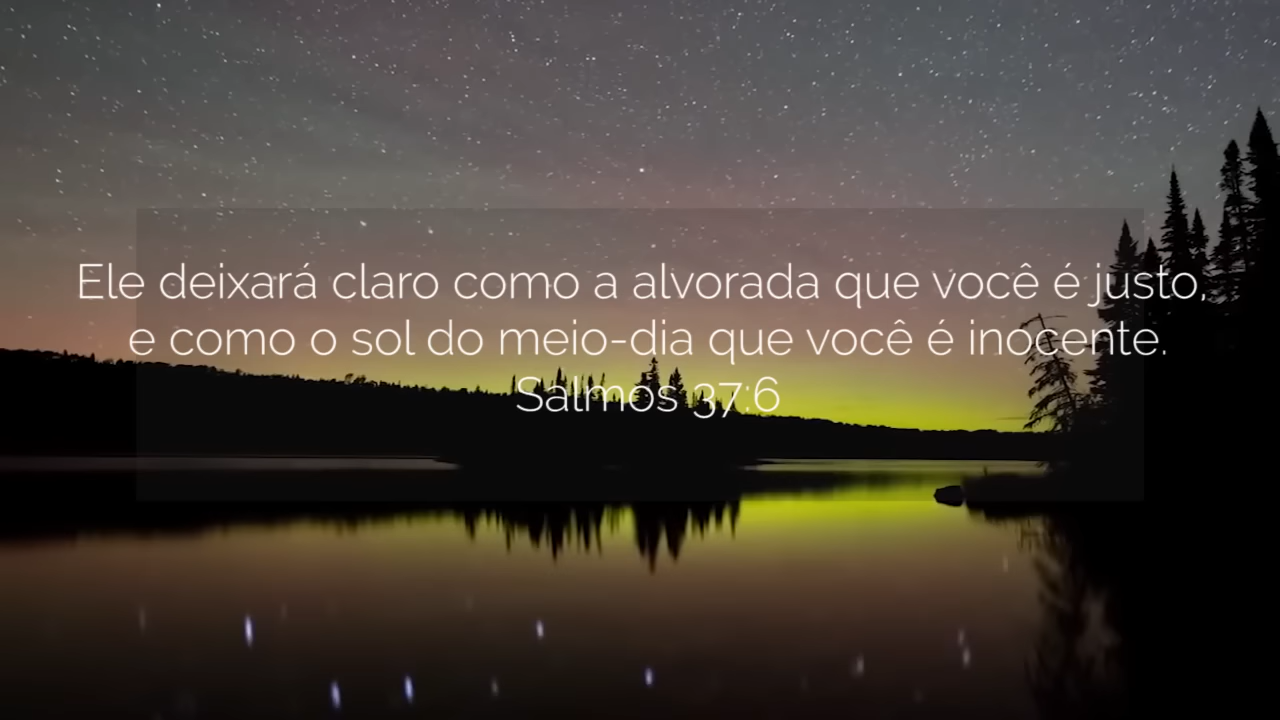 Ele deixará claro como a alvorada que você é justo,
e como o sol do meio-dia que você é inocente.
Salmos 37:6